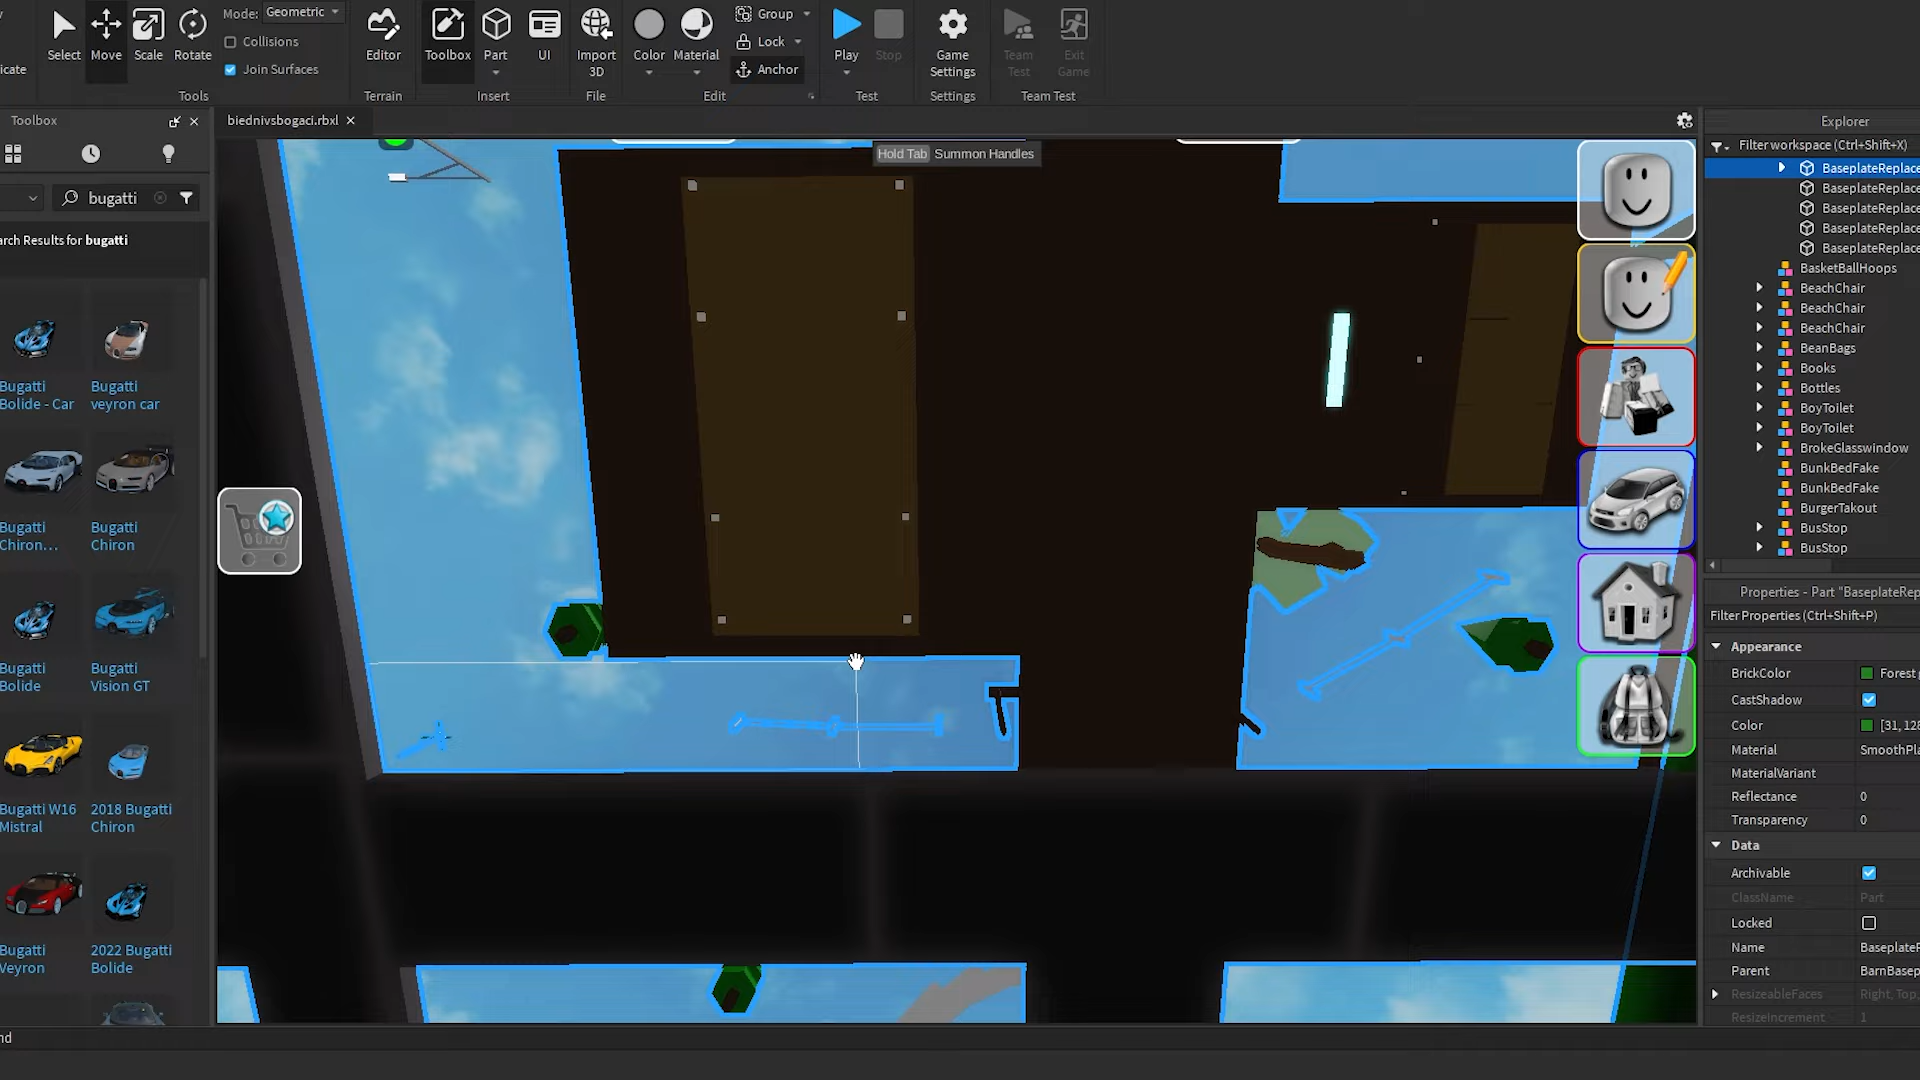 Mode: Geometric
Group
icate
Select
Move
Scale
Rotate
Collisions
Join Surfaces
Editor
Toolbox
Part
UI
Import
3D
Color
Material
Lock
Anchor
Play
Stop
Game
Settings
Team
Test
Exit
Game
Tools
Terrain
Insert
File
Edit
Test
Settings
Team Test
Toolbox
biednivsbogaci.rbxl
Hold Tab Summon Handles
bugatti
arch Results for bugatti
Bugatti
Bolide - Car
Bugatti
veyron car
Bugatti
Chiron...
Bugatti
Chiron
Bugatti
Bolide
Bugatti
Vision GT
Bugatti W16
Mistral
2018 Bugatti
Chiron
Bugatti
Veyron
2022 Bugatti
Bolide
nd
Explorer
Filter workspace (Ctrl+Shift+X)
BaseplateReplace
BaseplateReplace
BaseplateReplace
BaseplateReplace
BaseplateReplace
BasketBallHoops
BeachChair
BeachChair
BeachChair
BeanBags
Books
Bottles
BoyToilet
BoyToilet
BrokeGlasswindow
BunkBedFake
BunkBedFake
BurgerTakout
BusStop
BusStop
Properties - Part "BaseplateRep
Filter Properties (Ctrl+Shift+P)
Appearance
BrickColor Forest
CastShadow
Color [31, 128
Material SmoothPla
MaterialVariant
Reflectance 0
Transparency 0
Data
Archivable
ClassName Part
Locked
Name BaseplateR
Parent BarnBasep
ResizeableFaces Right, Top,
ResizeIncrement 1